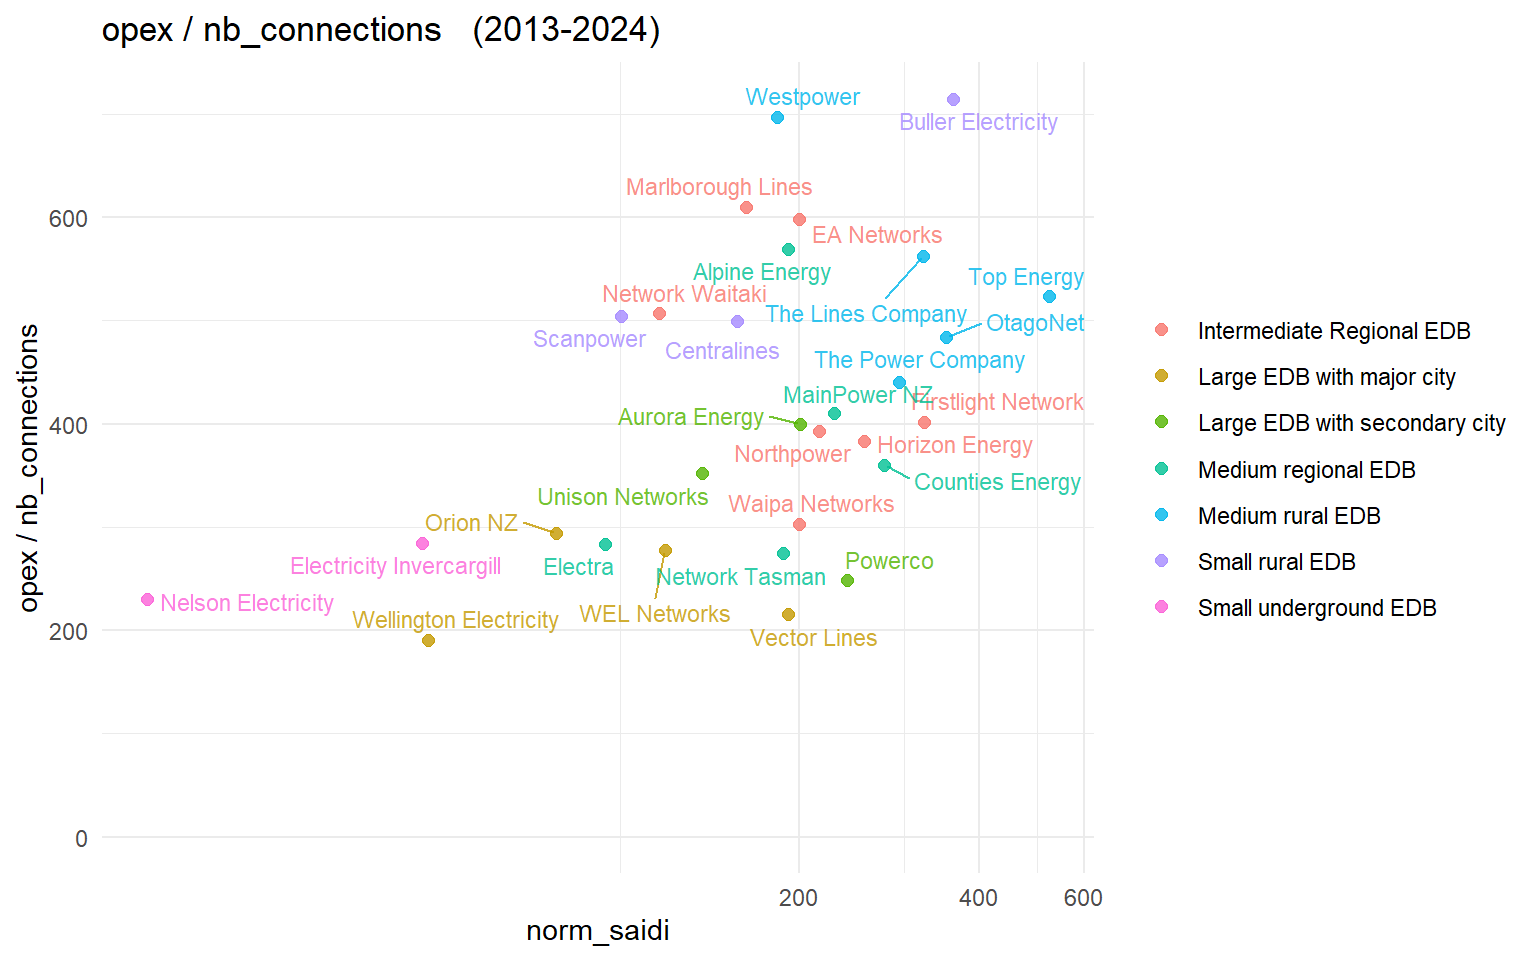 opex / nb_connections   (2013-2024)
Westpower
Buller Electricity
Marlborough Lines
EA Networks
Alpine Energy
Top Energy
Network Waitaki
The Lines Company
OtagoNet
Scanpower
Centralines
The Power Company
MainPower NZ
Firstlight Network
Aurora Energy
Northpower
Horizon Energy
Counties Energy
Unison Networks
Waipa Networks
Orion NZ
Electricity Invercargill
Electra
Network Tasman
Powerco
Nelson Electricity
Wellington Electricity
WEL Networks
Vector Lines
600
400
200
0
opex / nb_connections
200
400
600
norm_saidi
Intermediate Regional EDB
Large EDB with major city
Large EDB with secondary city
Medium regional EDB
Medium rural EDB
Small rural EDB
Small underground EDB